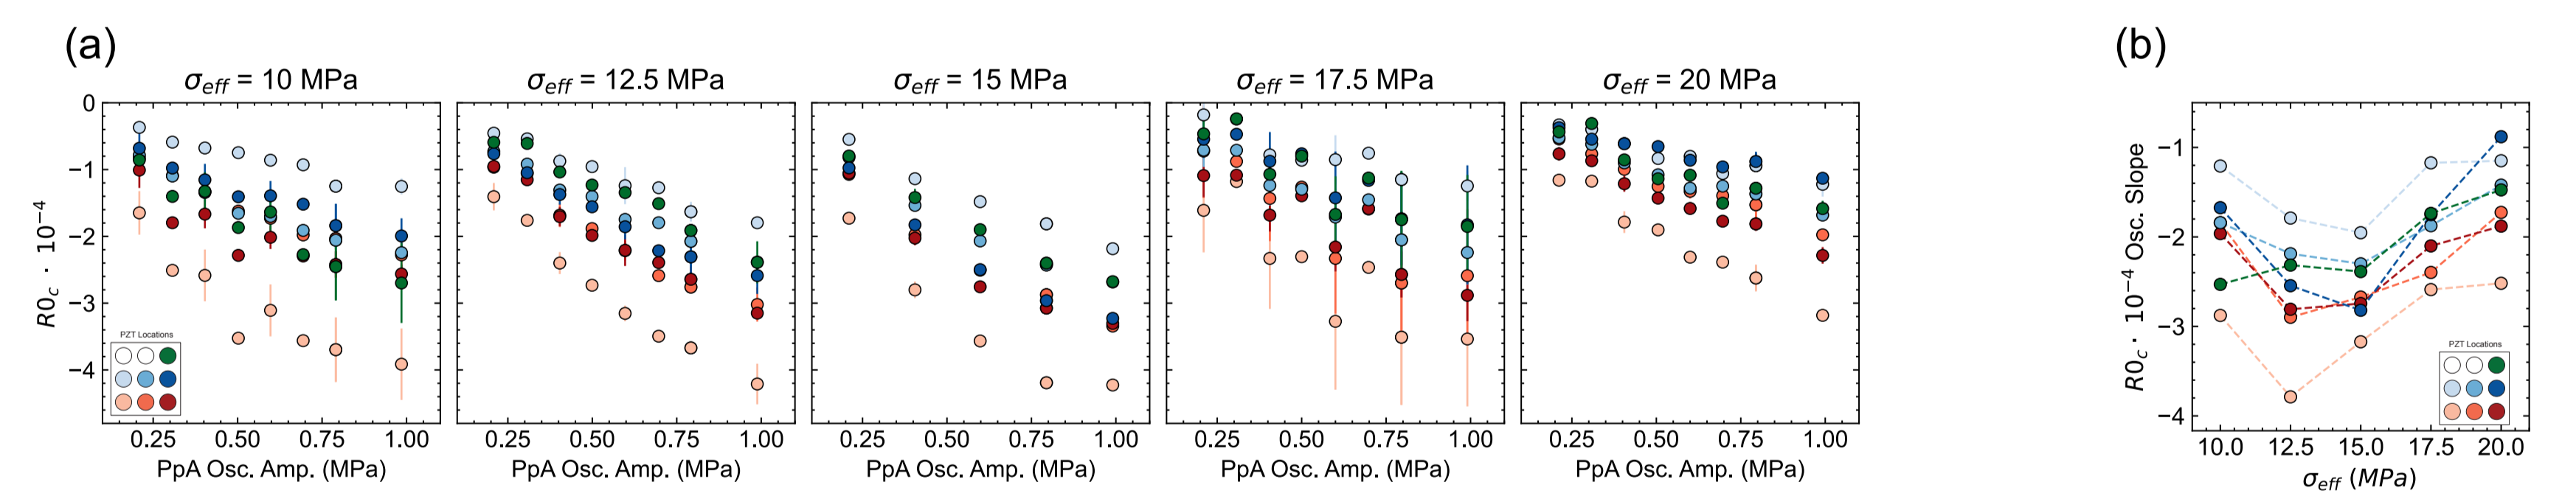 (a)
σeff = 10 MPa
σeff = 12.5 MPa
σeff = 15 MPa
σeff = 17.5 MPa
σeff = 20 MPa
R0c · 10−4
0
−1
−2
−3
−4
PZT Locations
0.25 0.50 0.75 1.00
0.25 0.50 0.75 1.00
0.25 0.50 0.75 1.00
0.25 0.50 0.75 1.00
0.25 0.50 0.75 1.00
PpA Osc. Amp. (MPa)
PpA Osc. Amp. (MPa)
PpA Osc. Amp. (MPa)
PpA Osc. Amp. (MPa)
PpA Osc. Amp. (MPa)
(b)
R0c · 10−4 Osc. Slope
−1
−2
−3
−4
PZT Locations
10.0 12.5 15.0 17.5 20.0
σeff (MPa)